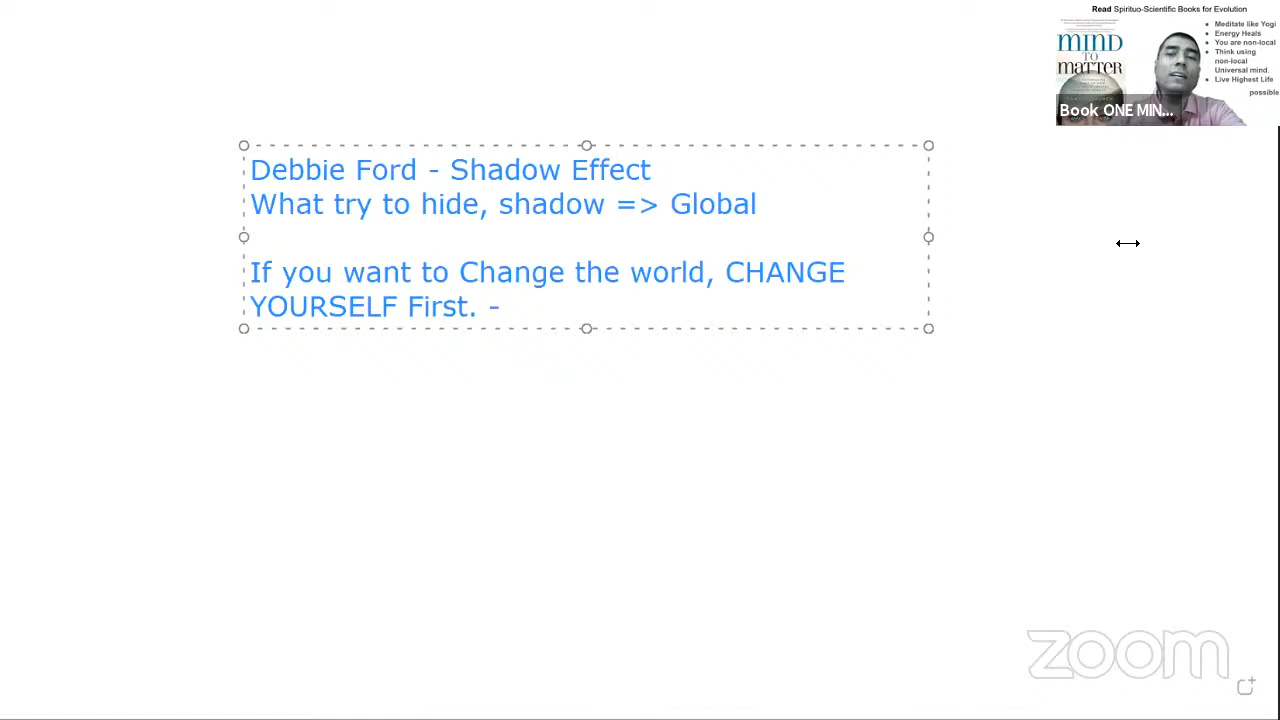 Read Spirituo-Scientific Books for Evolution
MIND
TO
MATTER
• Meditate like Yogi
• Energy Heals
• You are non-local
• Think using
non-local
Universal mind.
• Live Highest Life
possible
Book ONE MIN...
Debbie Ford - Shadow Effect
What try to hide, shadow => Global
If you want to Change the world, CHANGE
YOURSELF First. -
zoom